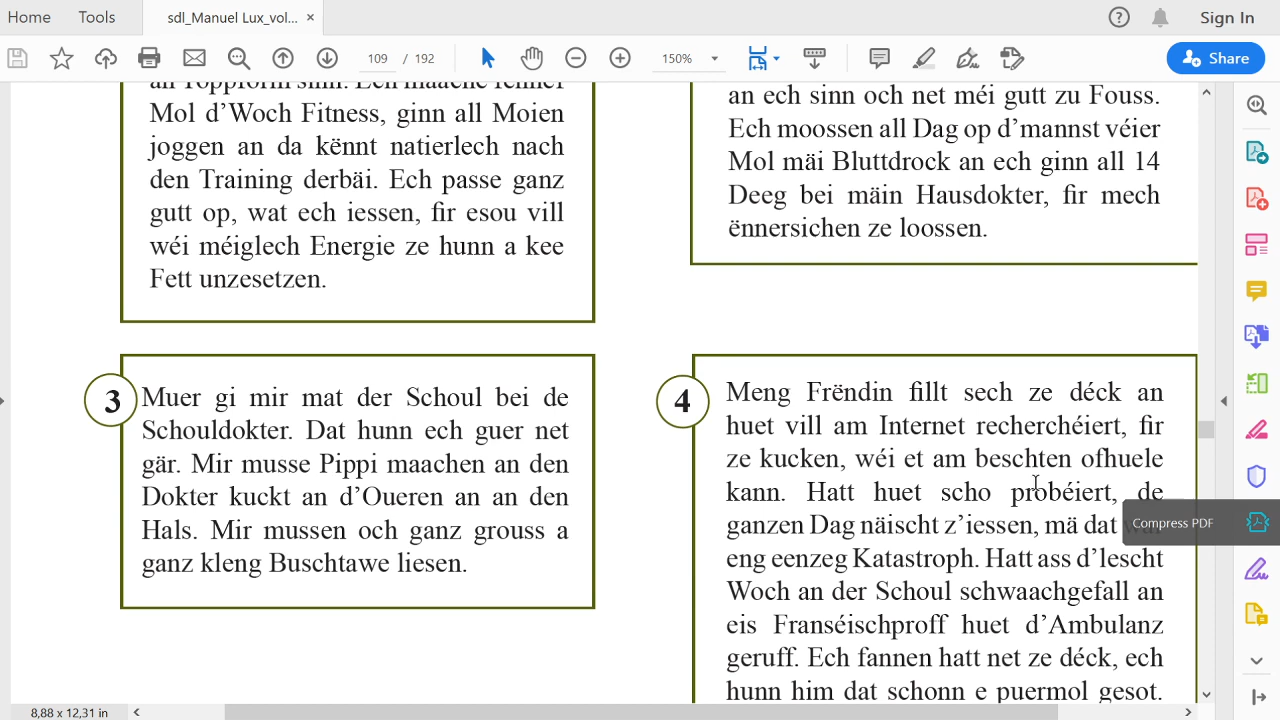 Home Tools sdl_Manuel Lux_vol... × Sign In
109 / 192 150% Share
Mol d’Woch Fitness, ginn all Moien
joggen an da kënnt natierlech nach
den Training derbäi. Ech passe ganz
gutt op, wat ech iessen, fir esou vill
wéi méiglech Energie ze hunn a kee
Fett unzesetzen.
an ech sinn och net méi gutt zu Fouss.
Ech moossen all Dag op d’mannst véier
Mol mäi Bluttdrock an ech ginn all 14
Deeg bei mäin Hausdokter, fir mech
ënnersichen ze loossen.
3
Muer gi mir mat der Schoul bei de
Schouldokter. Dat hunn ech guer net
gär. Mir musse Pippi maachen an den
Dokter kuckt an d’Oueren an an den
Hals. Mir mussen och ganz grouss a
ganz kleng Buschtawe liesen.
4
Meng Frëndin fillt sech ze déck an
huet vill am Internet recherchéiert, fir
ze kucken, wéi et am beschten ofhuele
kann. Hatt huet scho probéiert, de
ganzen Dag näischt z’iessen, mä dat
eng eenzeg Katastroph. Hatt ass d’lescht
Woch an der Schoul schwaachgefall an
eis Franséischproff huet d’Ambulanz
geruff. Ech fannen hatt net ze déck, ech
hunn him dat schonn e puermol gesot.
Compress PDF
8,88 x 12,31 in